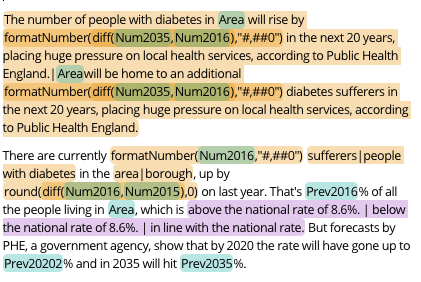 The number of people with diabetes in Area will rise by
formatNumber(diff(Num2035,Num2016),"#,##0") in the next 20 years,
placing huge pressure on local health services, according to Public Health
England.|Areawill be home to an additional
formatNumber(diff(Num2035,Num2016),"#,##0") diabetes sufferers in
the next 20 years, placing huge pressure on local health services, according
to Public Health England.
There are currently formatNumber(Num2016,"#,##0") sufferers|people
with diabetes in the area|borough, up by
round(diff(Num2016,Num2015),0) on last year. That's Prev2016% of all
the people living in Area, which is above the national rate of 8.6%. | below
the national rate of 8.6%. | in line with the national rate. But forecasts by
PHE, a government agency, show that by 2020 the rate will have gone up to
Prev20202% and in 2035 will hit Prev2035%.